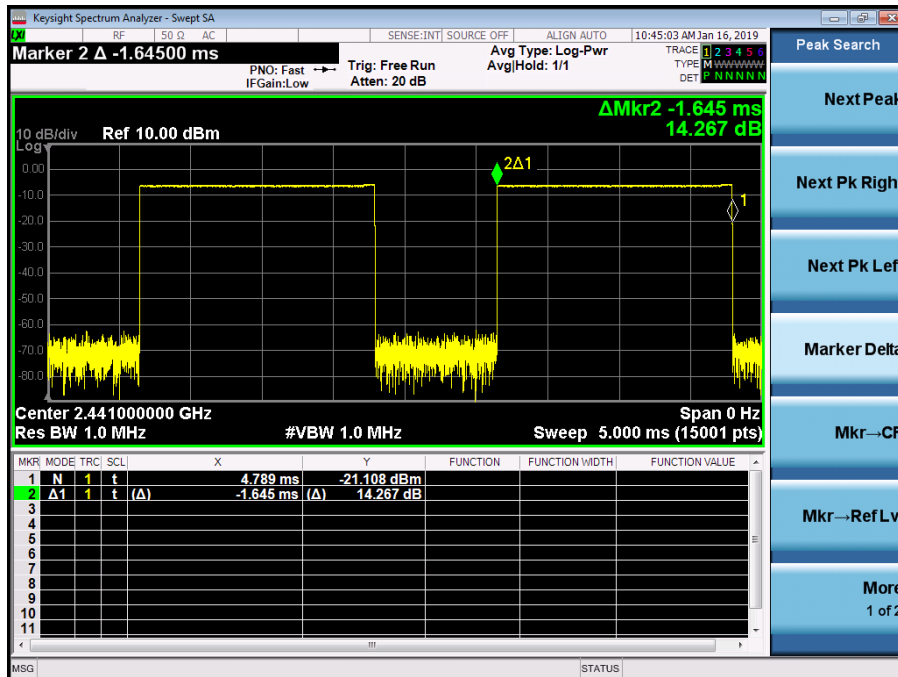 Keysight Spectrum Analyzer - Swept SA
LXI RF 50 Ω AC SENSE:INT SOURCE OFF ALIGN AUTO 10:45:03 AM Jan 16, 2019
Marker 2 Δ -1.64500 ms
PNO: Fast
IFGain:Low
Trig: Free Run
Atten: 20 dB
Avg Type: Log-Pwr
Avg|Hold: 1/1
TRACE 1 2 3 4 5 6
TYPE M WWWWW
DET P N N N N N
ΔMkr2 -1.645 ms
14.267 dB
10 dB/div Ref 10.00 dBm
Log
0.00
-10.0
-20.0
-30.0
-40.0
-50.0
-60.0
-70.0
-80.0
2Δ1
1
Center 2.441000000 GHz Span 0 Hz
Res BW 1.0 MHz #VBW 1.0 MHz Sweep 5.000 ms (15001 pts)
MKR MODE TRC SCL X Y FUNCTION FUNCTION WIDTH FUNCTION VALUE
1 N 1 t 4.789 ms -21.108 dBm
2 Δ1 1 t (Δ) -1.645 ms (Δ) 14.267 dB
3
4
5
6
7
8
9
10
11
MSG STATUS
Peak Search
Next Peak
Next Pk Righ
Next Pk Lef
Marker Delta
Mkr→CF
Mkr→Ref Lv
More
1 of 2